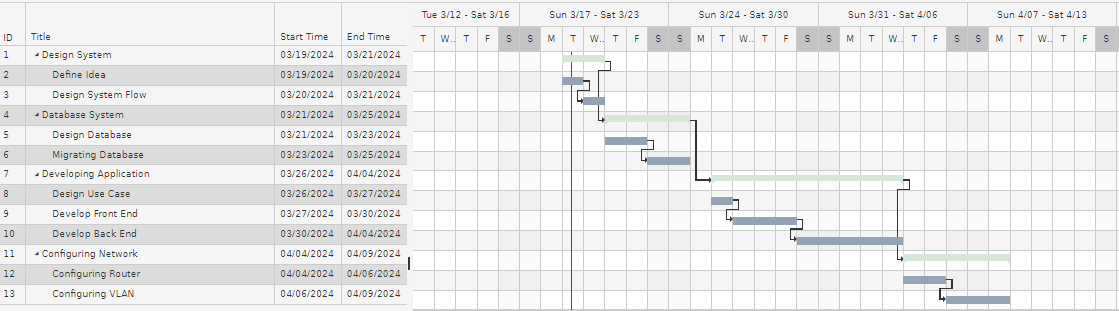 Tue 3/12 - Sat 3/16 Sun 3/17 - Sat 3/23 Sun 3/24 - Sat 3/30 Sun 3/31 - Sat 4/06 Sun 4/07 - Sat 4/13
ID Title Start Time End Time T W.. T F S S M T W.. T F S S M T W.. T F S S M T W.. T F S S M T W.. T F S
1 Design System 03/19/2024 03/21/2024
2 Define Idea 03/19/2024 03/20/2024
3 Design System Flow 03/20/2024 03/21/2024
4 Database System 03/21/2024 03/25/2024
5 Design Database 03/21/2024 03/23/2024
6 Migrating Database 03/23/2024 03/25/2024
7 Developing Application 03/26/2024 04/04/2024
8 Design Use Case 03/26/2024 03/27/2024
9 Develop Front End 03/27/2024 03/30/2024
10 Develop Back End 03/30/2024 04/04/2024
11 Configuring Network 04/04/2024 04/09/2024
12 Configuring Router 04/04/2024 04/06/2024
13 Configuring VLAN 04/06/2024 04/09/2024